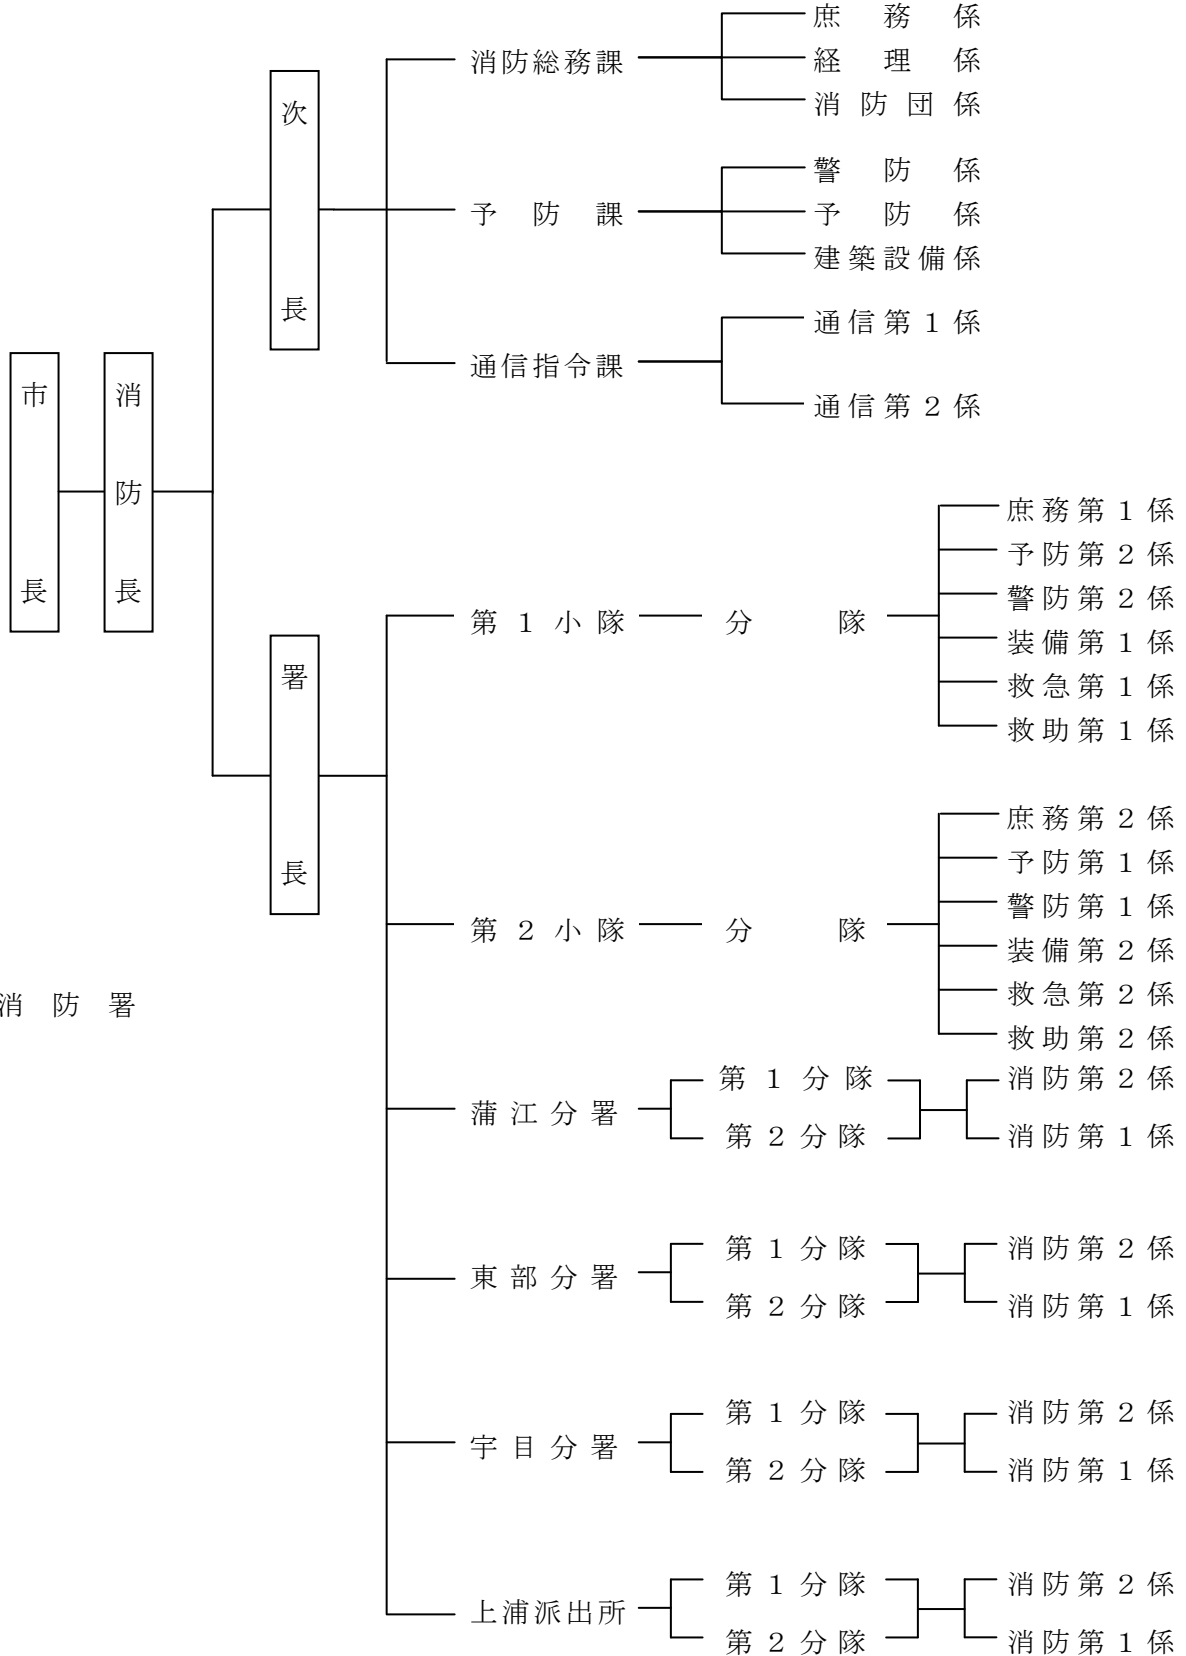 市長
消防長
次長
消防総務課
庶務係
経理係
消防団係
予防課
警防係
予防係
建築設備係
通信指令課
通信第１係
通信第２係
署長
第１小隊
分隊
庶務第１係
予防第２係
警防第２係
装備第１係
救急第１係
救助第１係
第２小隊
分隊
庶務第２係
予防第１係
警防第１係
装備第２係
救急第２係
救助第２係
消防署
蒲江分署
第１分隊
第２分隊
消防第２係
消防第１係
東部分署
第１分隊
第２分隊
消防第２係
消防第１係
宇目分署
第１分隊
第２分隊
消防第２係
消防第１係
上浦派出所
第１分隊
第２分隊
消防第２係
消防第１係